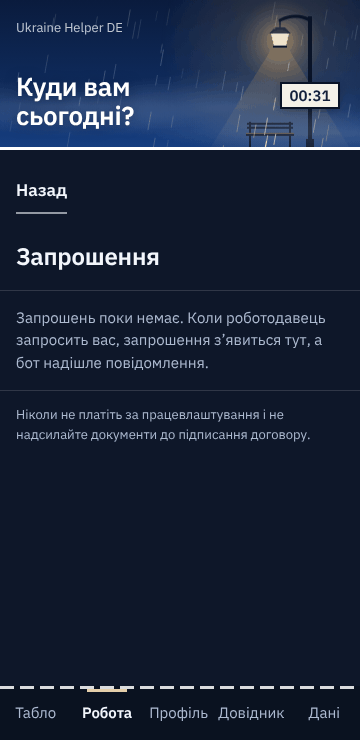 Ukraine Helper DE
Куди вам
сьогодні?
00:31
Назад
Запрошення
Запрошень поки немає. Коли роботодавець
запросить вас, запрошення з’явиться тут, а
бот надішле повідомлення.
Ніколи не платіть за працевлаштування і не
надсилайте документи до підписання договору.
Табло Робота Профіль Довідник Дані